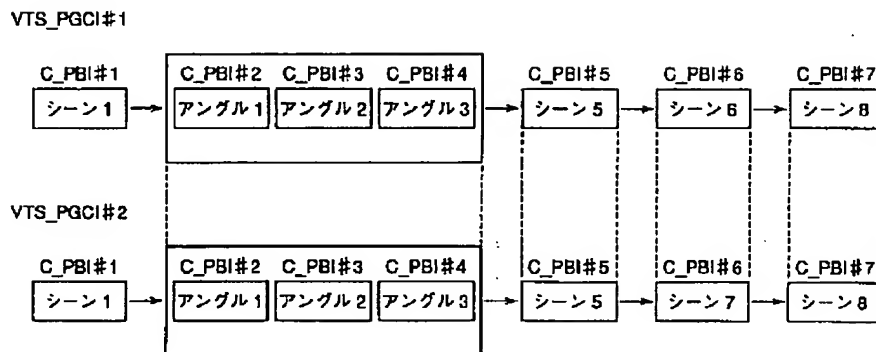 VTS_PGCI#1
C_PBI#1 C_PBI#2 C_PBI#3 C_PBI#4 C_PBI#5 C_PBI#6 C_PBI#7
シーン1 アングル1 アングル2 アングル3 シーン5 シーン6 シーン8
VTS_PGCI#2
C_PBI#1 C_PBI#2 C_PBI#3 C_PBI#4 C_PBI#5 C_PBI#6 C_PBI#7
シーン1 アングル1 アングル2 アングル3 シーン5 シーン7 シーン8